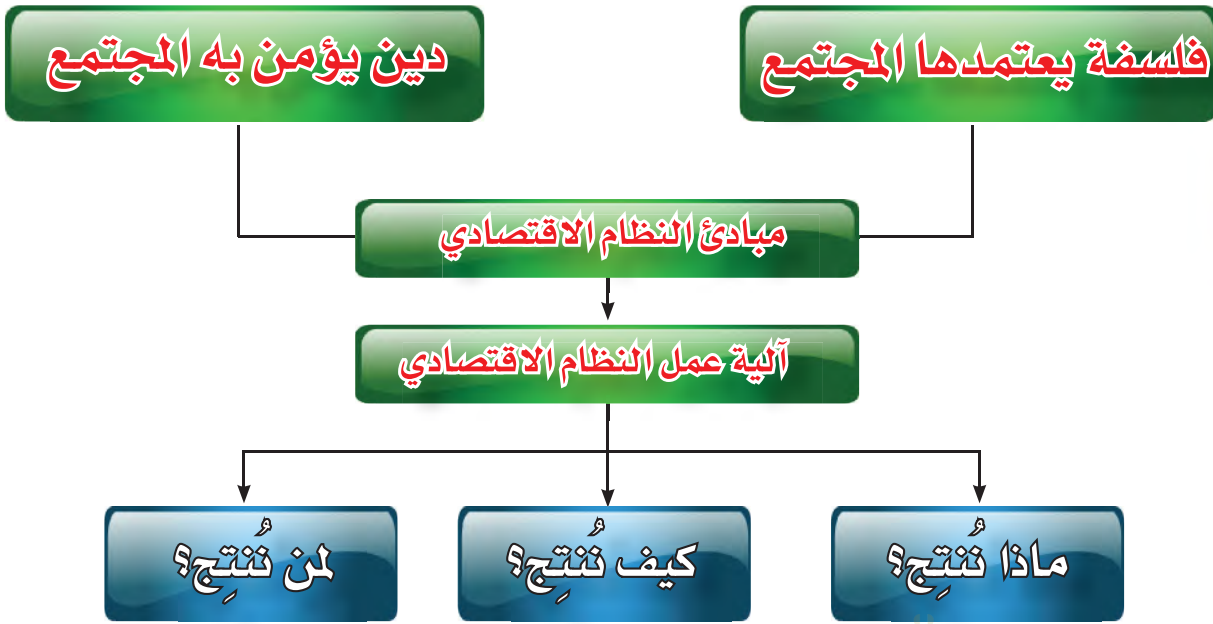 فلسفة يعتمدها المجتمع
دين يؤمن به المجتمع
مبادئ النظام الاقتصادي
آلية عمل النظام الاقتصادي
ماذا نُنتِج؟
كيف نُنتِج؟
لمن نُنتِج؟